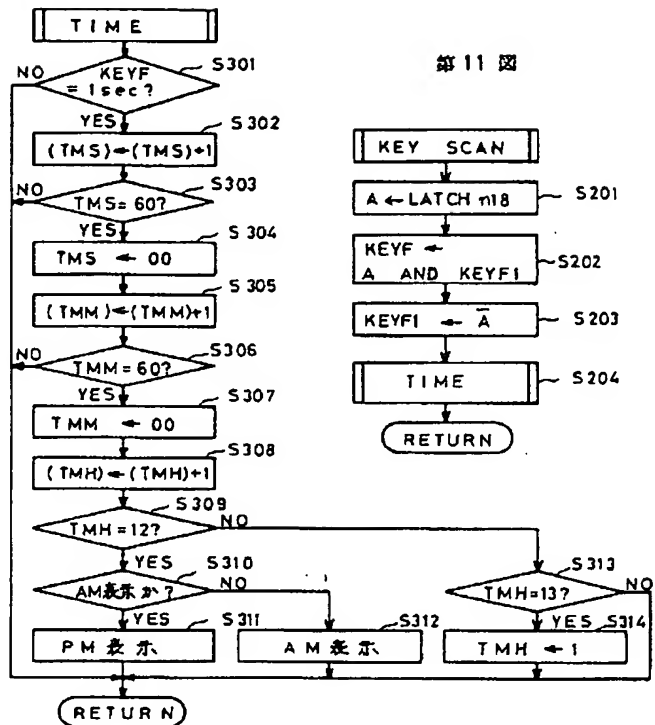 TIME
第11図
S301
NO
KEYF
= 1sec?
YES
S302
(TMS)←(TMS)+1
S303
NO
TMS=60?
YES
S304
TMS ← 00
S305
(TMM)←(TMM)+1
S306
NO
TMM=60?
YES
S307
TMM ← 00
S308
(TMH)←(TMH)+1
S309
TMH=12?
NO
YES
S310
AM表示か?
NO
YES
S311
PM表示
S312
AM表示
S313
TMH=13?
NO
YES
S314
TMH ← 1
RETURN
KEY SCAN
A←LATCH n18
S201
KEYF ←
A AND KEYF1
S202
KEYF1 ← A̅
S203
TIME
S204
RETURN